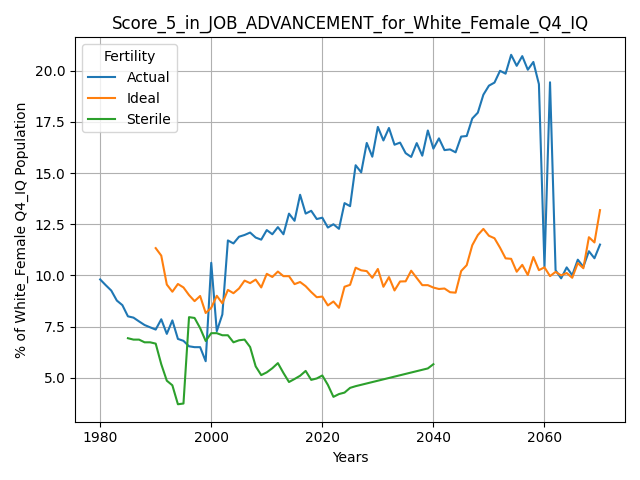 Score_5_in_JOB_ADVANCEMENT_for_White_Female_Q4_IQ
Fertility
Actual
Ideal
Sterile
% of White_Female Q4_IQ Population
20.0
17.5
15.0
12.5
10.0
7.5
5.0
1980
2000
2020
2040
2060
Years